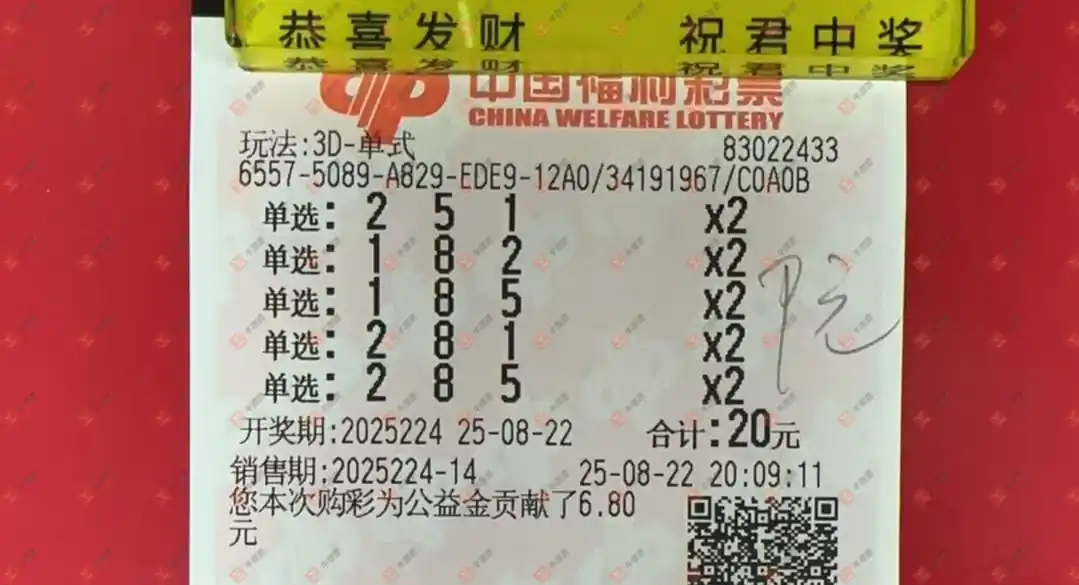 恭喜发财 祝君中奖
中国福利彩票
CHINA WELFARE LOTTERY
玩法:3D-单式 83022433
6557-5089-A829-EDE9-12A0/34191967/C0A0B
单选: 2 5 1 x2
单选: 1 8 2 x2
单选: 1 8 5 x2
单选: 2 8 1 x2
单选: 2 8 5 x2
开奖期:2025224 25-08-22 合计:20元
销售期:2025224-14 25-08-22 20:09:11
您本次购彩为公益金贡献了6.80
元